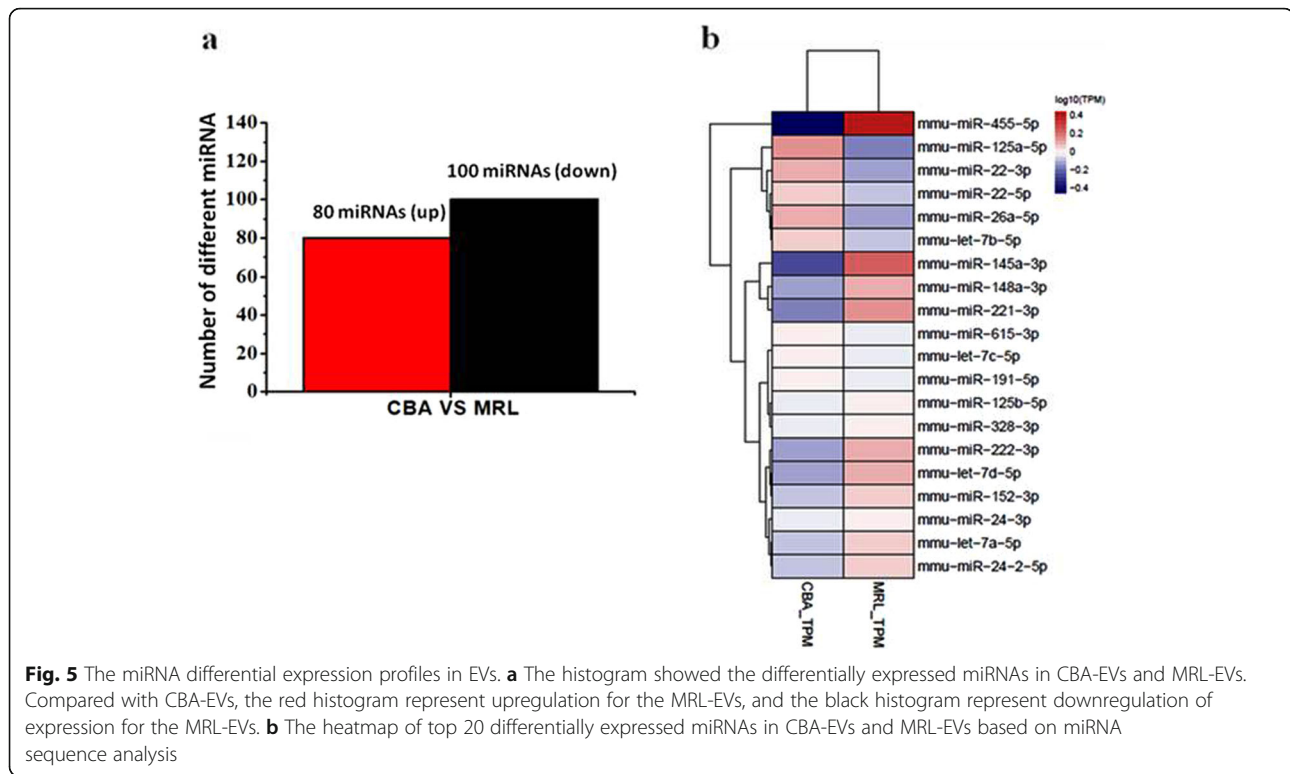 a
b
Number of different miRNA
140
120
100
80
60
40
20
0
80 miRNAs (up)
100 miRNAs (down)
CBA VS MRL
log10(TPM)
0.4
0.2
0
−0.2
−0.4
mmu−miR−455−5p
mmu−miR−125a−5p
mmu−miR−22−3p
mmu−miR−22−5p
mmu−miR−26a−5p
mmu−let−7b−5p
mmu−miR−145a−3p
mmu−miR−148a−3p
mmu−miR−221−3p
mmu−miR−615−3p
mmu−let−7c−5p
mmu−miR−191−5p
mmu−miR−125b−5p
mmu−miR−328−3p
mmu−miR−222−3p
mmu−let−7d−5p
mmu−miR−152−3p
mmu−miR−24−3p
mmu−let−7a−5p
mmu−miR−24−2−5p
CBA_TPM
MRL_TPM
Fig. 5 The miRNA differential expression profiles in EVs. a The histogram showed the differentially expressed miRNAs in CBA-EVs and MRL-EVs.
Compared with CBA-EVs, the red histogram represent upregulation for the MRL-EVs, and the black histogram represent downregulation of
expression for the MRL-EVs. b The heatmap of top 20 differentially expressed miRNAs in CBA-EVs and MRL-EVs based on miRNA
sequence analysis